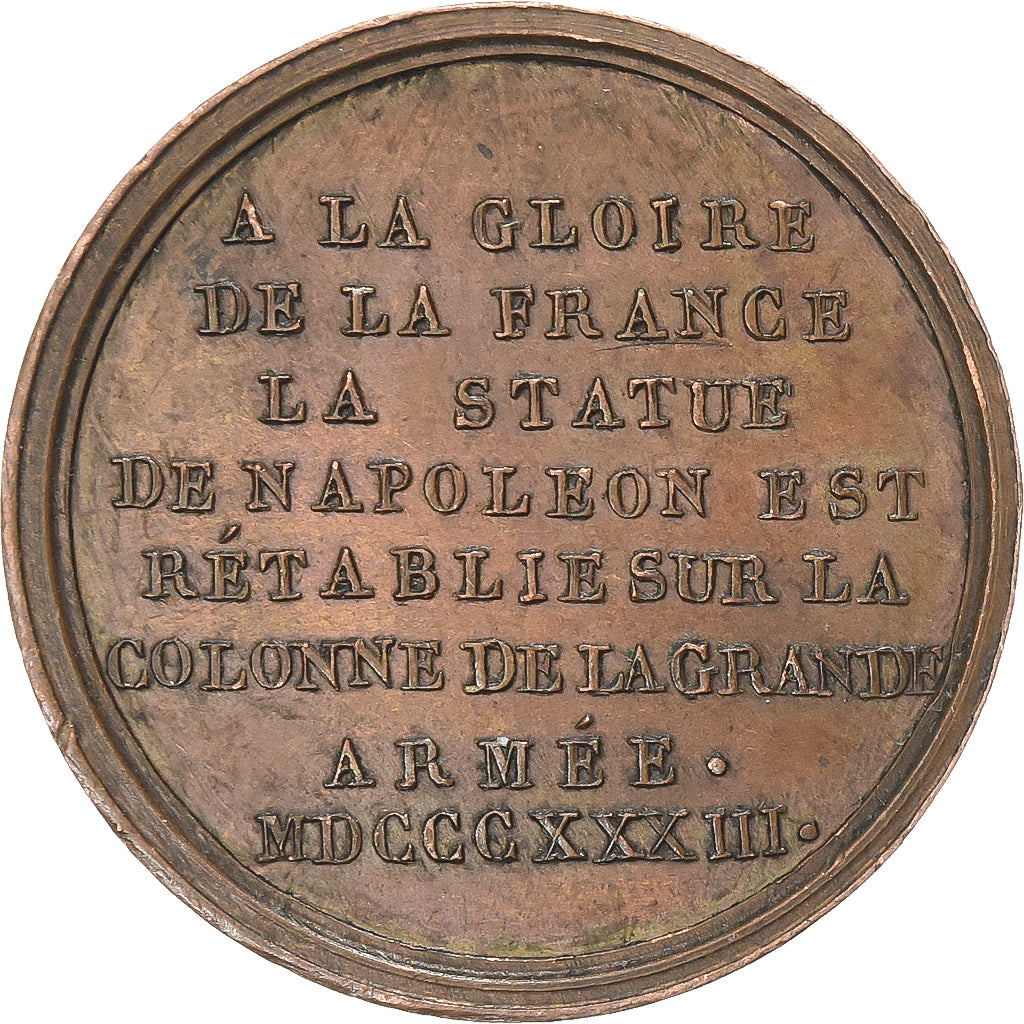 A LA GLOIRE
DE LA FRANCE
LA STATUE
DE NAPOLEON EST
RÉTABLIE SUR LA
COLONNE DE LA GRANDE
ARMÉE.
MDCCCXXXIII.